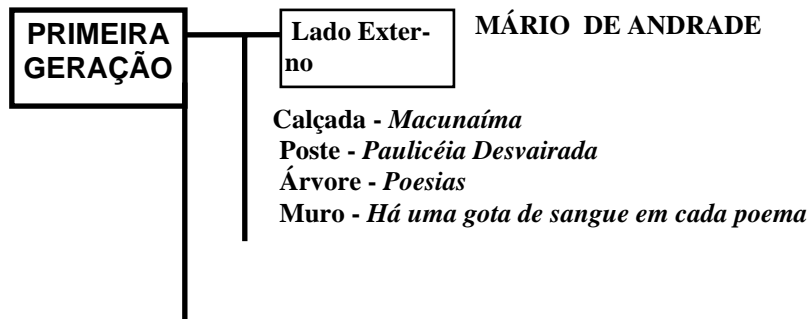 PRIMEIRA
GERAÇÃO
Lado Exter-
no
MÁRIO DE ANDRADE
Calçada - Macunaíma
Poste - Paulicéia Desvairada
Árvore - Poesias
Muro - Há uma gota de sangue em cada poema